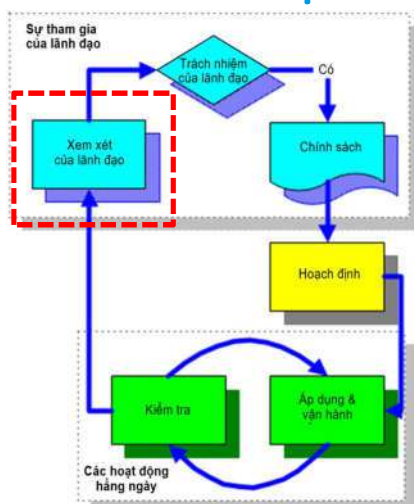 Sự tham gia
của lãnh đạo
Trách nhiệm
của lãnh đạo
Có
Xem xét
của lãnh đạo
Chính sách
Hoạch định
Kiểm tra
Áp dụng &
vận hành
Các hoạt động
hằng ngày